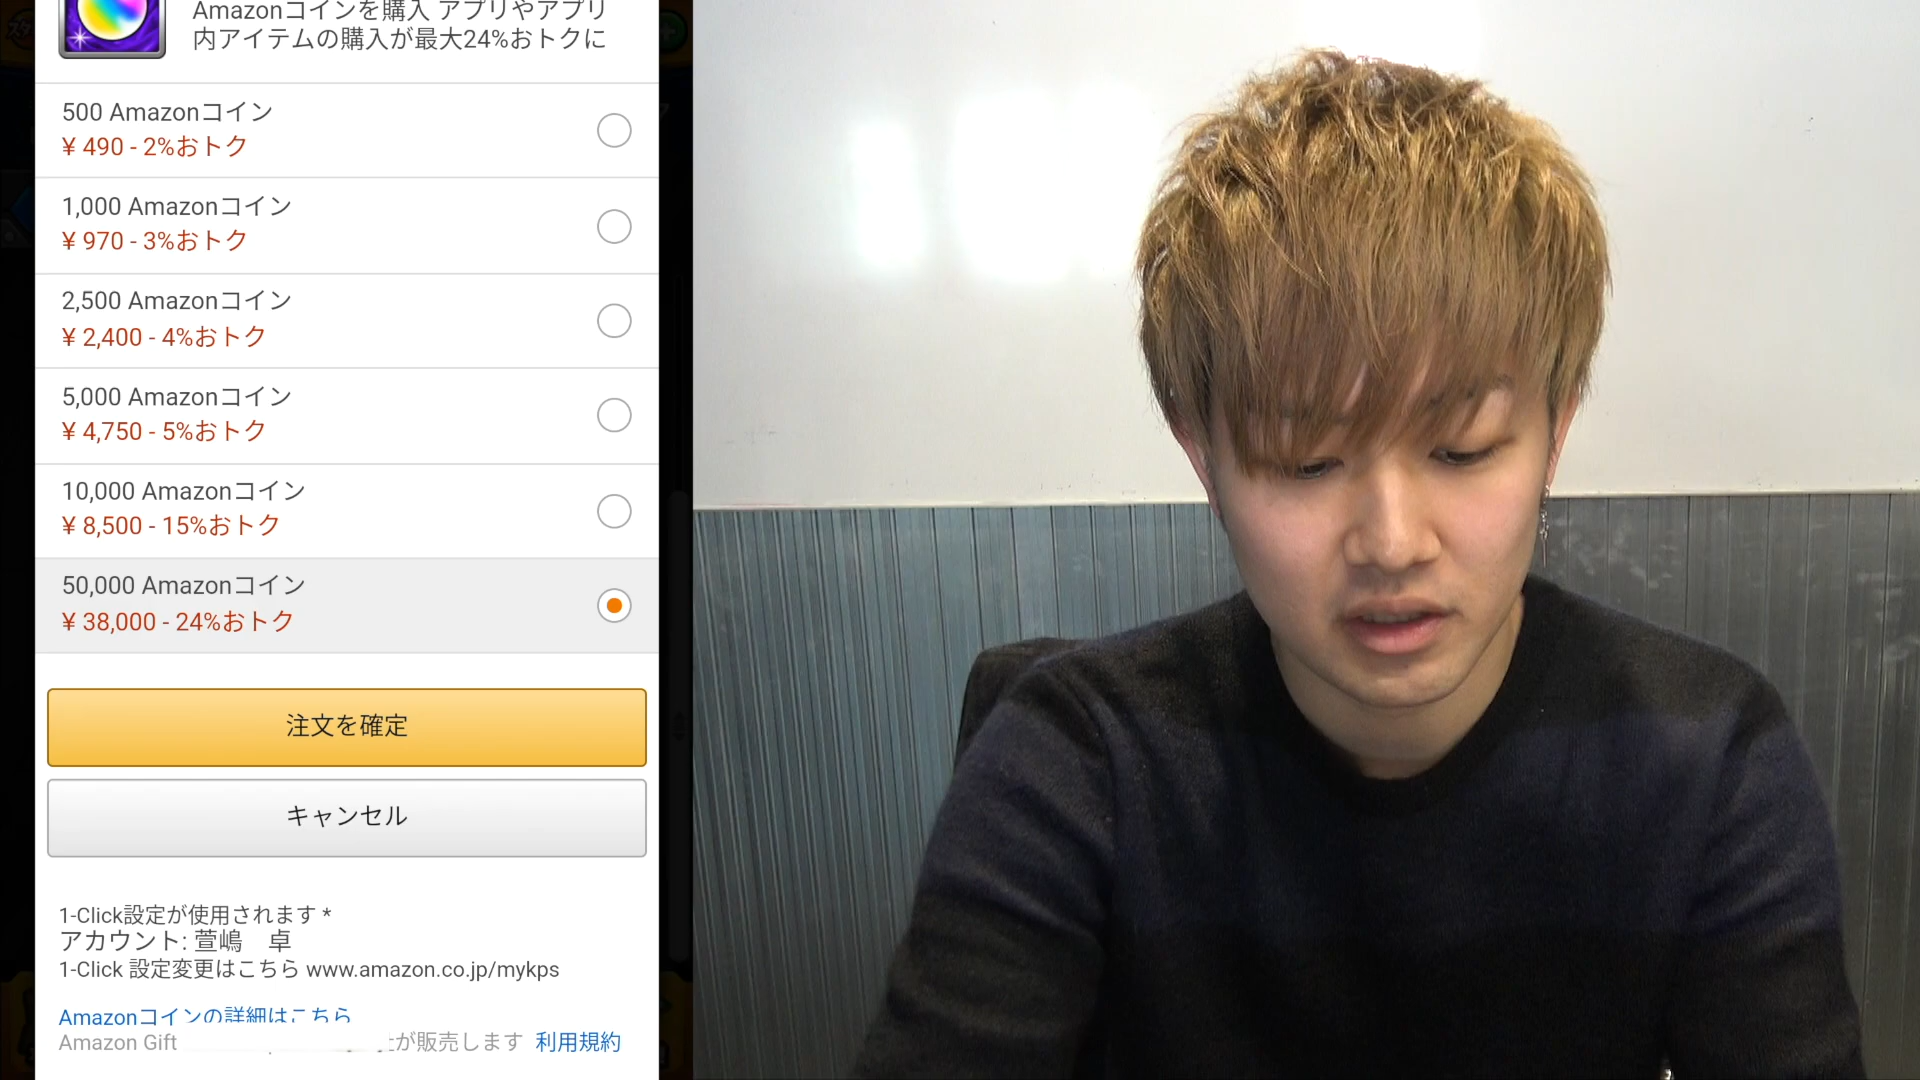 Amazonコインを購入 アプリやアプリ
内アイテムの購入が最大24%おトクに
500 Amazonコイン
¥ 490 - 2%おトク
1,000 Amazonコイン
¥ 970 - 3%おトク
2,500 Amazonコイン
¥ 2,400 - 4%おトク
5,000 Amazonコイン
¥ 4,750 - 5%おトク
10,000 Amazonコイン
¥ 8,500 - 15%おトク
50,000 Amazonコイン
¥ 38,000 - 24%おトク
注文を確定
キャンセル
1-Click設定が使用されます *
アカウント: 萱嶋　卓
1-Click 設定変更はこちら www.amazon.co.jp/mykps
Amazonコインの詳細はこちら
Amazon Gift が販売します 利用規約